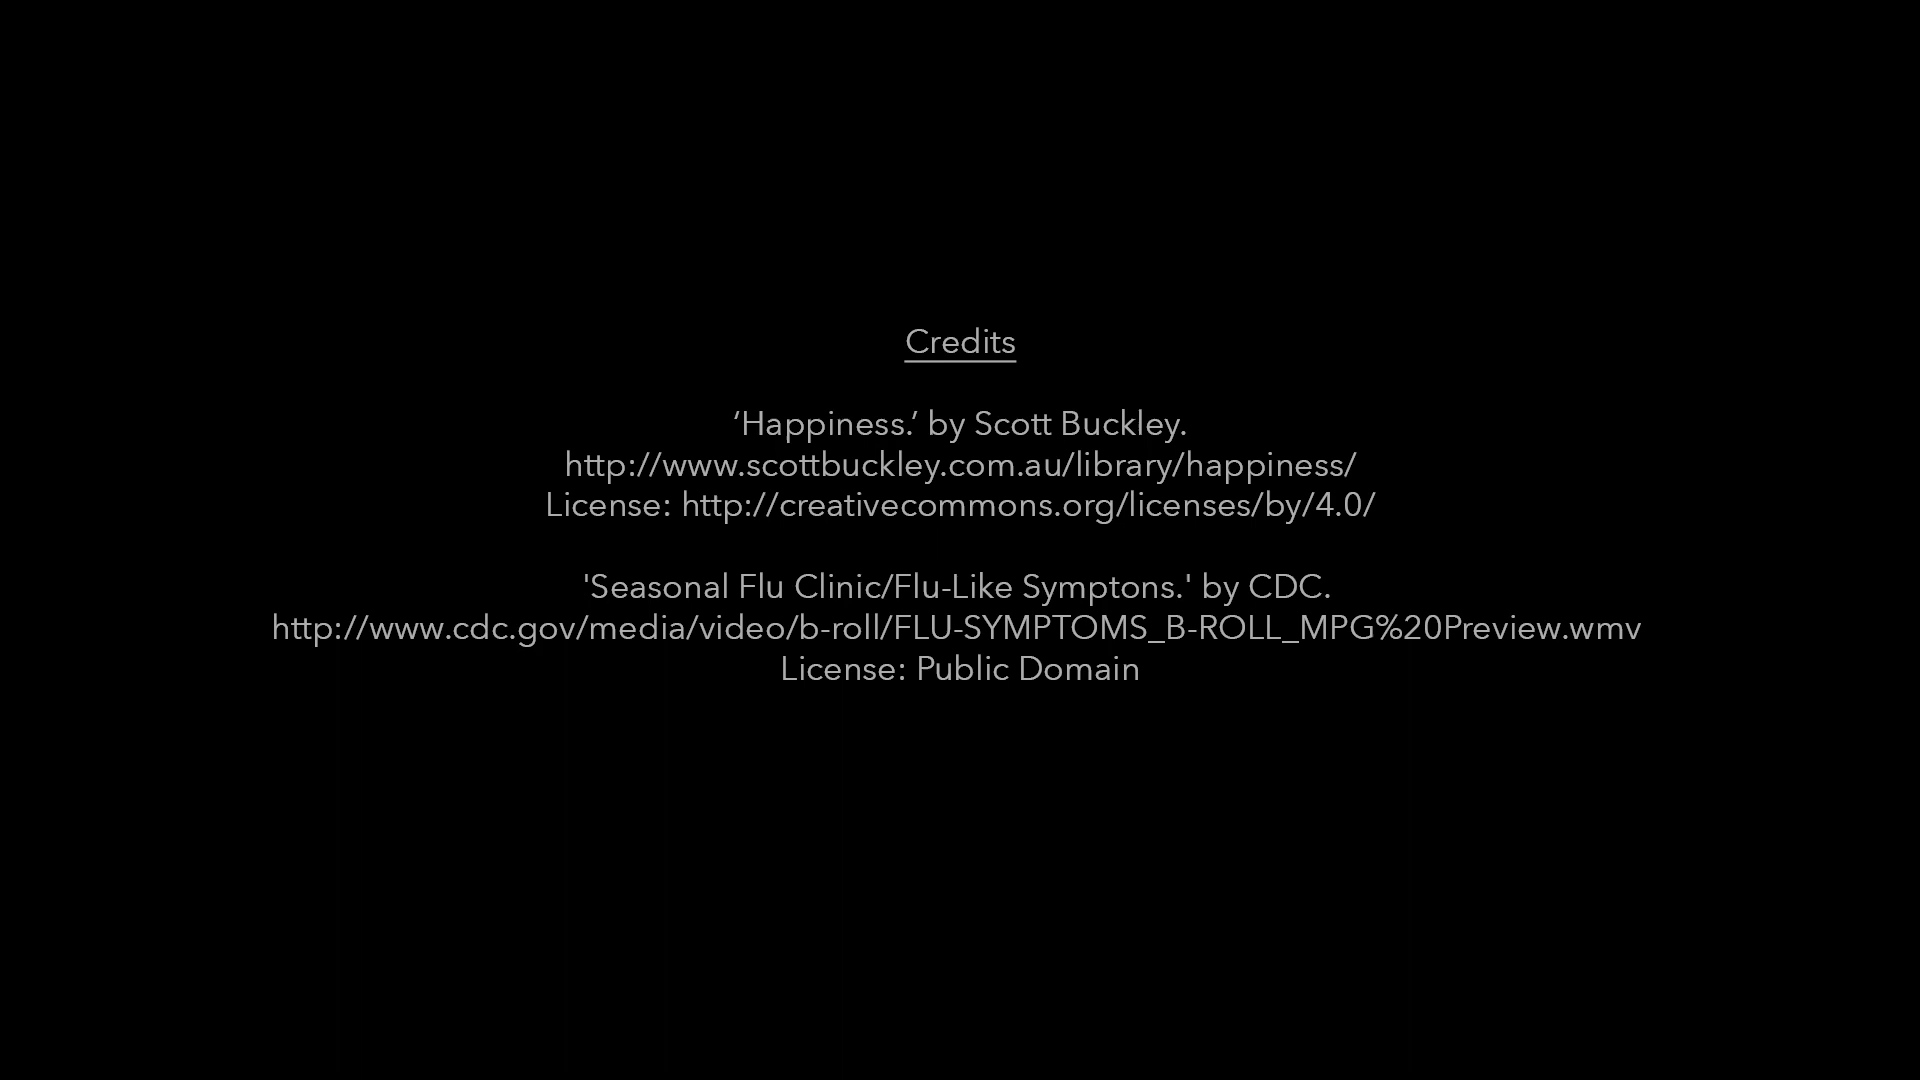 Credits
‘Happiness.’ by Scott Buckley.
http://www.scottbuckley.com.au/library/happiness/
License: http://creativecommons.org/licenses/by/4.0/
'Seasonal Flu Clinic/Flu-Like Symptons.' by CDC.
http://www.cdc.gov/media/video/b-roll/FLU-SYMPTOMS_B-ROLL_MPG%20Preview.wmv
License: Public Domain